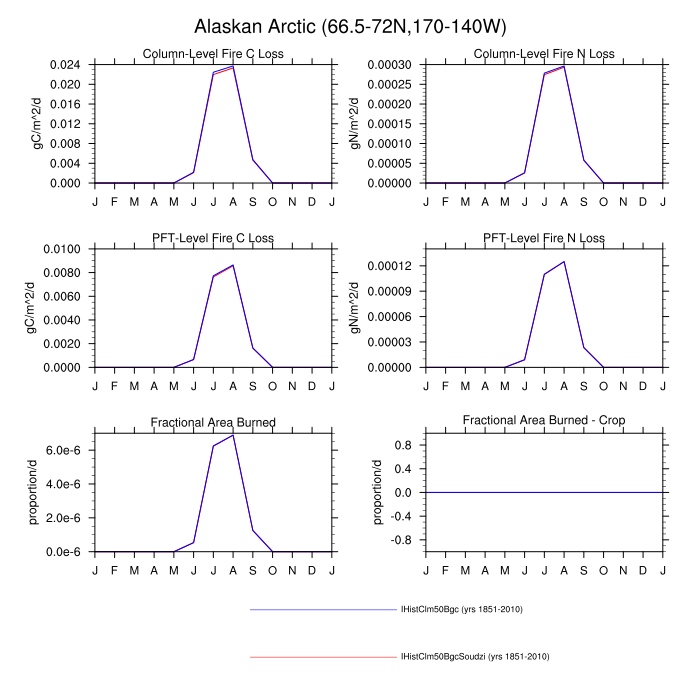 Alaskan Arctic (66.5-72N,170-140W)
Column-Level Fire C Loss
gC/m^2/d
0.024
0.020
0.016
0.012
0.008
0.004
0.000
J F M A M J J A S O N D J
Column-Level Fire N Loss
gN/m^2/d
0.00030
0.00025
0.00020
0.00015
0.00010
0.00005
0.00000
J F M A M J J A S O N D J
PFT-Level Fire C Loss
gC/m^2/d
0.0100
0.0080
0.0060
0.0040
0.0020
0.0000
J F M A M J J A S O N D J
PFT-Level Fire N Loss
gN/m^2/d
0.00012
0.00009
0.00006
0.00003
0.00000
J F M A M J J A S O N D J
Fractional Area Burned
proportion/d
6.0e-6
4.0e-6
2.0e-6
0.0e-6
J F M A M J J A S O N D J
Fractional Area Burned - Crop
proportion/d
0.8
0.4
0.0
-0.4
-0.8
J F M A M J J A S O N D J
IHistClm50Bgc (yrs 1851-2010)
IHistClm50BgcSoudzi (yrs 1851-2010)